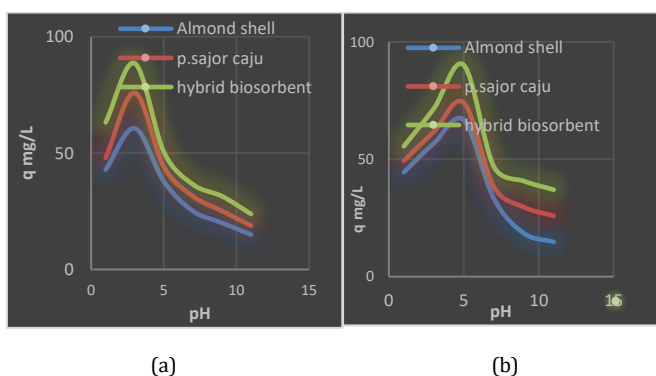 100
50
0
0
5
10
15
q mg/L
pH
Almond shell
p.sajor caju
hybrid biosorbent
(a)
100
50
0
0
5
10
15
q mg/L
pH
Almond shell
p.sajor caju
hybrid biosorbent
(b)